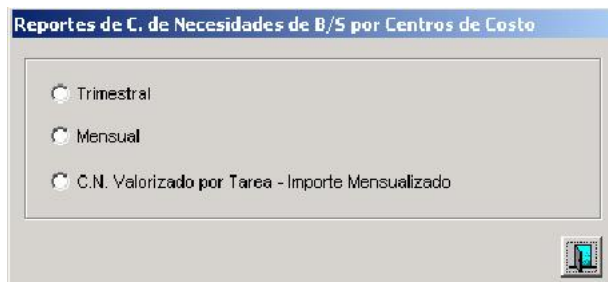 Reportes de C. de Necesidades de B/S por Centros de Costo
Trimestral
Mensual
C.N. Valorizado por Tarea - Importe Mensualizado